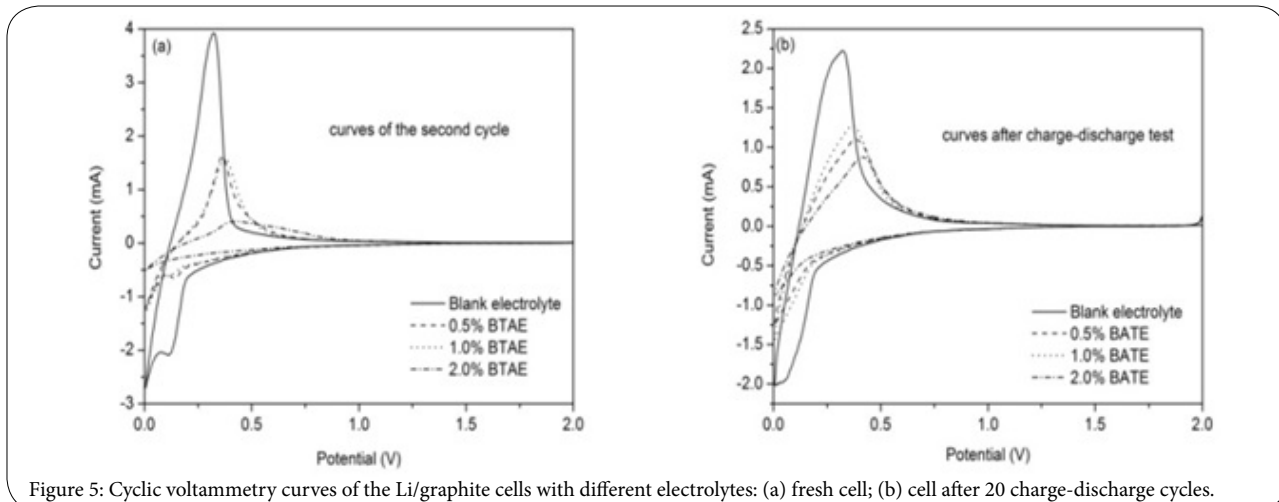 (a)
curves of the second cycle
Current (mA)
4
3
2
1
0
-1
-2
-3
0.0 0.5 1.0 1.5 2.0
Potential (V)
Blank electrolyte
0.5% BTAE
1.0% BTAE
2.0% BTAE
(b)
curves after charge-discharge test
Current (mA)
2.5
2.0
1.5
1.0
0.5
0.0
-0.5
-1.0
-1.5
-2.0
0.0 0.5 1.0 1.5 2.0
Potential (V)
Blank electrolyte
0.5% BATE
1.0% BATE
2.0% BATE
Figure 5: Cyclic voltammetry curves of the Li/graphite cells with different electrolytes: (a) fresh cell; (b) cell after 20 charge-discharge cycles.